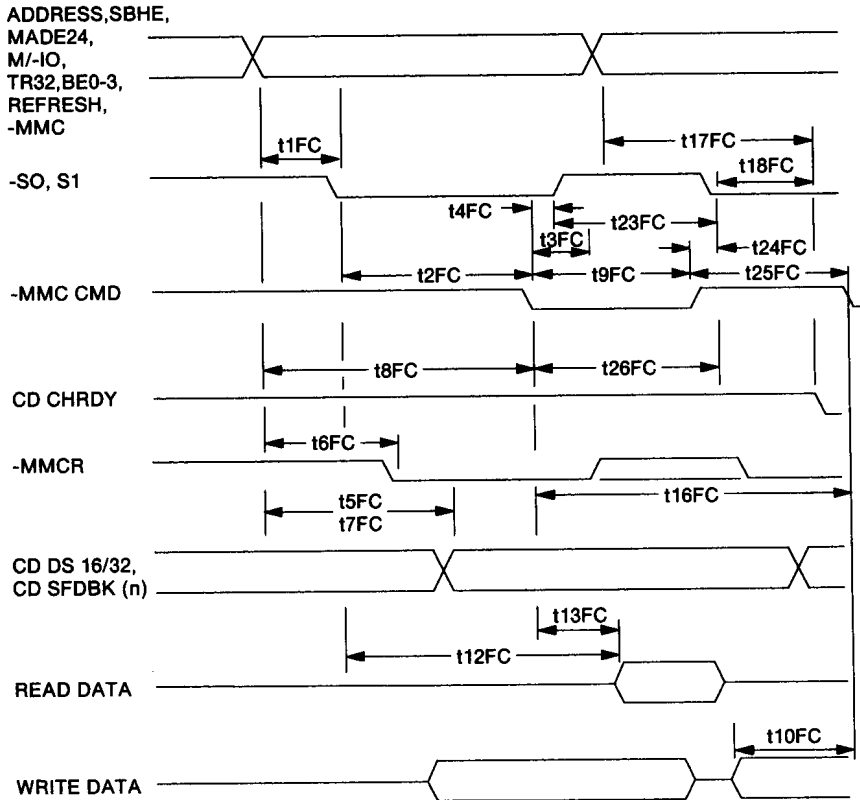 ADDRESS,SBHE,
MADE24,
M/-IO,
TR32,BE0-3,
REFRESH,
-MMC
t1FC
t17FC
-SO, S1
t18FC
t4FC
t23FC
t3FC
t24FC
t2FC
t9FC
t25FC
-MMC CMD
t8FC
t26FC
CD CHRDY
t6FC
-MMCR
t5FC
t7FC
t16FC
CD DS 16/32,
CD SFDBK (n)
t13FC
t12FC
READ DATA
t10FC
WRITE DATA